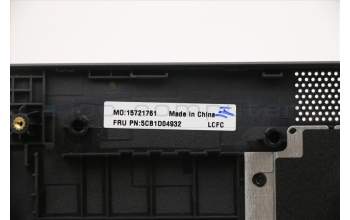 MO:15721761 Made in China
FRU PN:5CB1D04932 LCFC